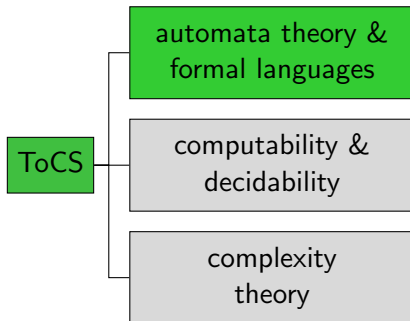 automata theory &
formal languages
ToCS
computability &
decidability
complexity
theory